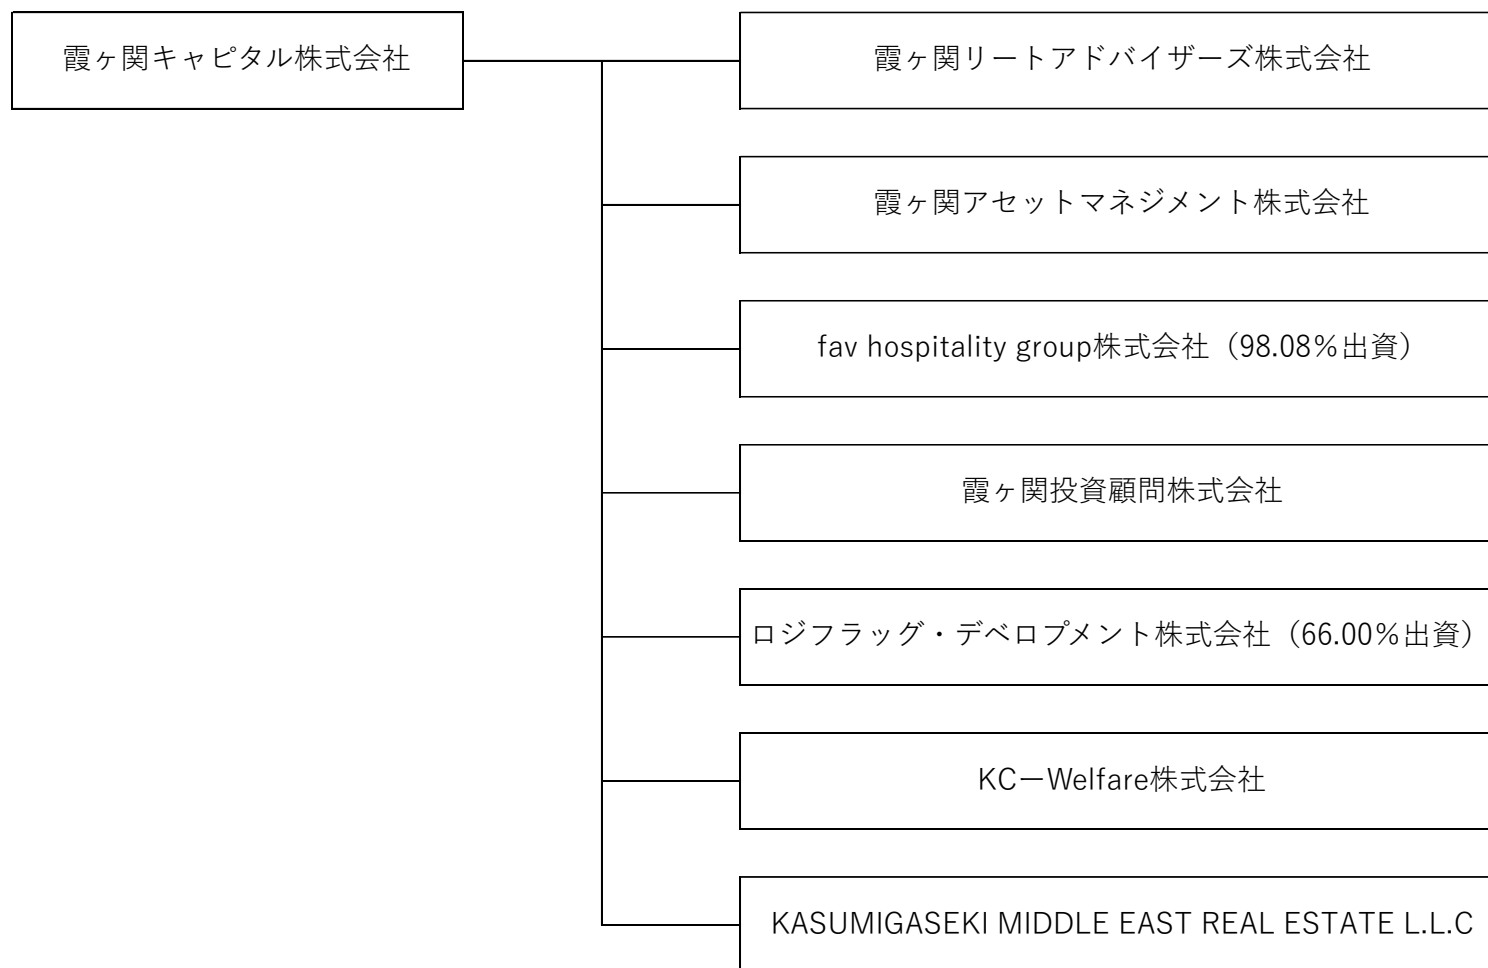 霞ヶ関キャピタル株式会社
霞ヶ関リートアドバイザーズ株式会社
霞ヶ関アセットマネジメント株式会社
fav hospitality group株式会社（98.08％出資）
霞ヶ関投資顧問株式会社
ロジフラッグ・デベロプメント株式会社（66.00％出資）
KCーWelfare株式会社
KASUMIGASEKI MIDDLE EAST REAL ESTATE L.L.C